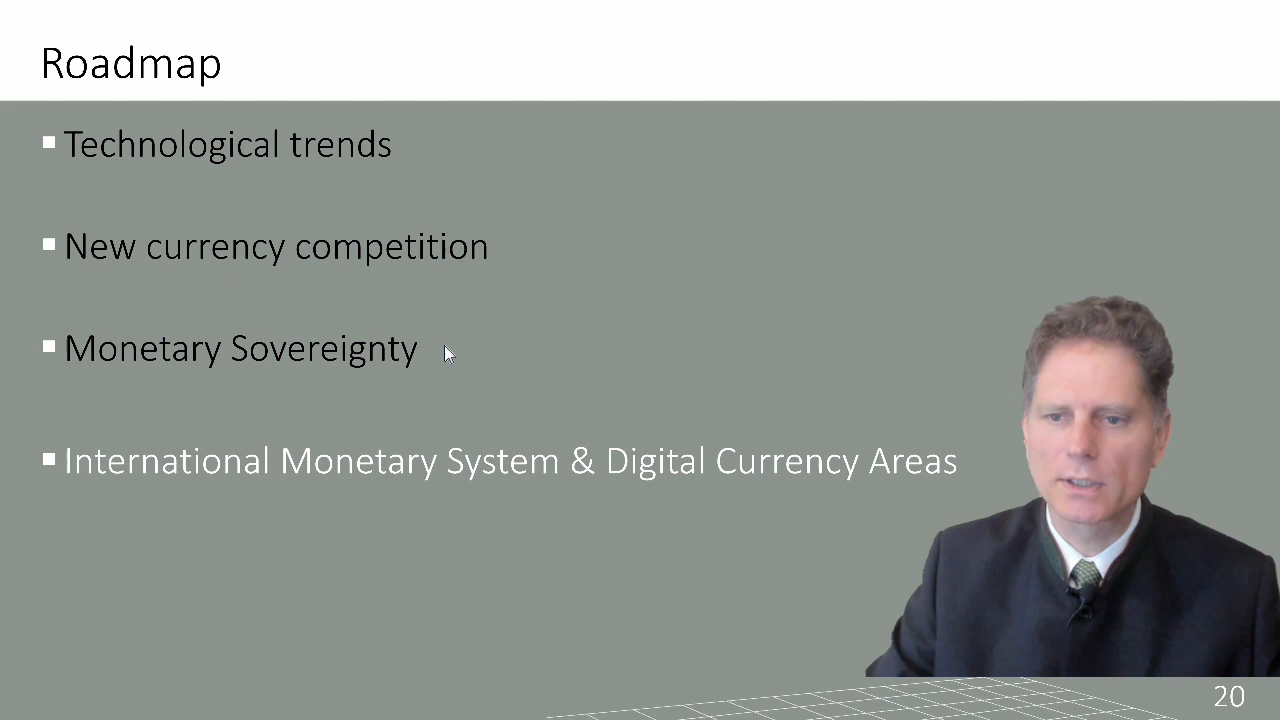 Roadmap
Technological trends
New currency competition
Monetary Sovereignty
International Monetary System & Digital Currency Areas
20